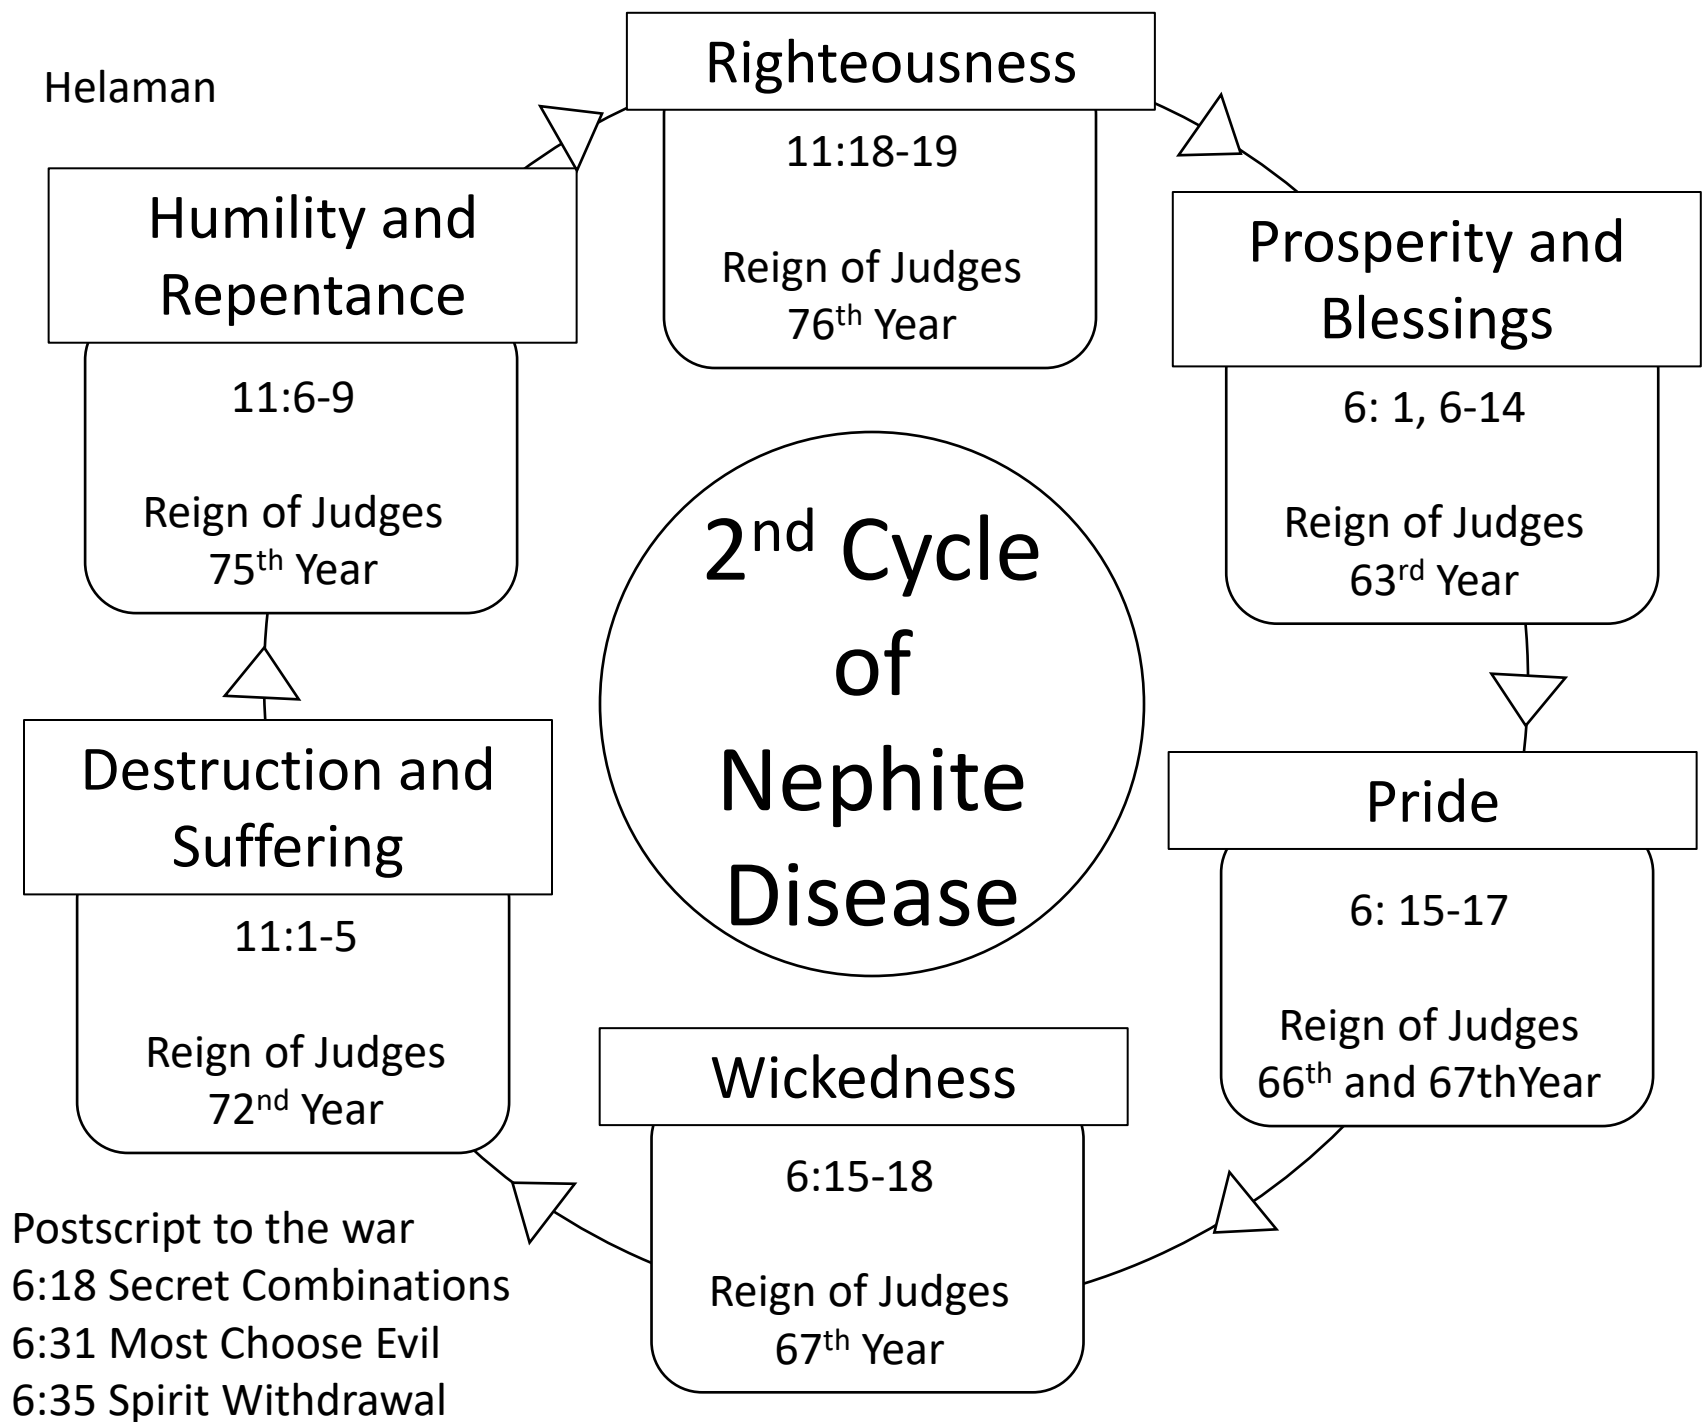 Helaman
Righteousness
11:18-19
Reign of Judges
76th Year
Prosperity and
Blessings
6: 1, 6-14
Reign of Judges
63rd Year
Pride
6: 15-17
Reign of Judges
66th and 67thYear
Wickedness
6:15-18
Reign of Judges
67th Year
Destruction and
Suffering
11:1-5
Reign of Judges
72nd Year
Humility and
Repentance
11:6-9
Reign of Judges
75th Year
2nd Cycle
of
Nephite
Disease
Postscript to the war
6:18 Secret Combinations
6:31 Most Choose Evil
6:35 Spirit Withdrawal